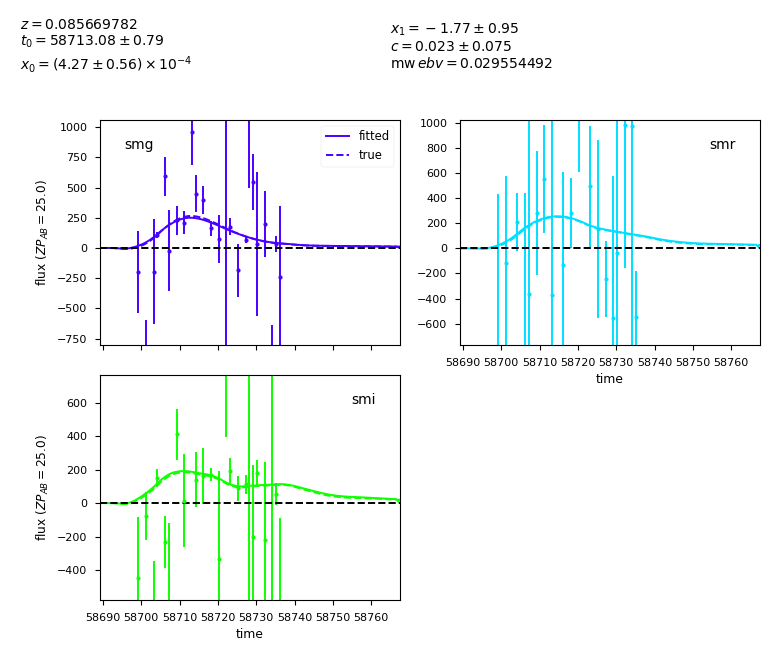 z = 0.085669782
t₀ = 58713.08 ± 0.79
x₀ = (4.27 ± 0.56) × 10⁻⁴
x₁ = −1.77 ± 0.95
c = 0.023 ± 0.075
mw ebv = 0.029554492
smg
fitted
true
1000
750
500
250
0
−250
−500
−750
flux (ZP_AB = 25.0)
smr
1000
800
600
400
200
0
−200
−400
−600
58690 58700 58710 58720 58730 58740 58750 58760
time
smi
600
400
200
0
−200
−400
flux (ZP_AB = 25.0)
58690 58700 58710 58720 58730 58740 58750 58760
time